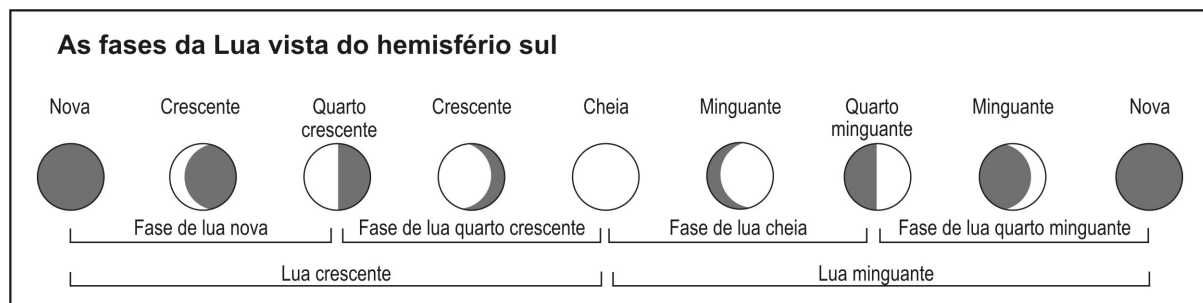 As fases da Lua vista do hemisfério sul
Nova
Crescente
Quarto
crescente
Crescente
Cheia
Minguante
Quarto
minguante
Minguante
Nova
Fase de lua nova
Fase de lua quarto crescente
Fase de lua cheia
Fase de lua quarto minguante
Lua crescente
Lua minguante